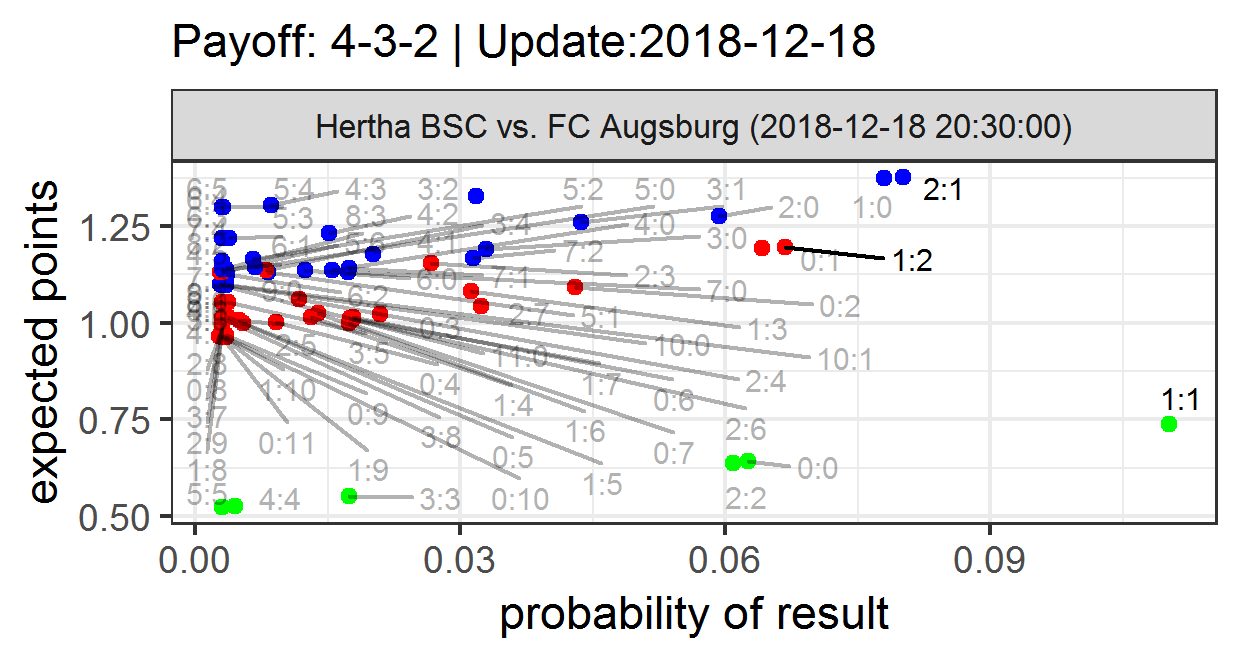 Payoff: 4-3-2 | Update:2018-12-18
Hertha BSC vs. FC Augsburg (2018-12-18 20:30:00)
expected points
1.25
1.00
0.75
0.50
6:5 5:4 4:3 3:2 5:2 5:0 3:1
2:1
5:3 8:3 4:2 3:4 4:0 2:0 1:0
6:1 4:1 7:2 3:0
0:1 1:2
9:0 6:2 6:0 7:1 2:3 7:0 0:2
0:3 2:7 5:1 1:3
2:5 3:5 11:0 10:0 10:1
2:8
0:8 1:10 0:4 1:7 2:4
3:7 0:9 1:4 0:6 1:1
2:9 0:11 3:8 1:6 2:6
1:8 1:9 0:5 0:7 0:0
5:5 4:4 3:3 0:10 1:5 2:2
0.00 0.03 0.06 0.09
probability of result